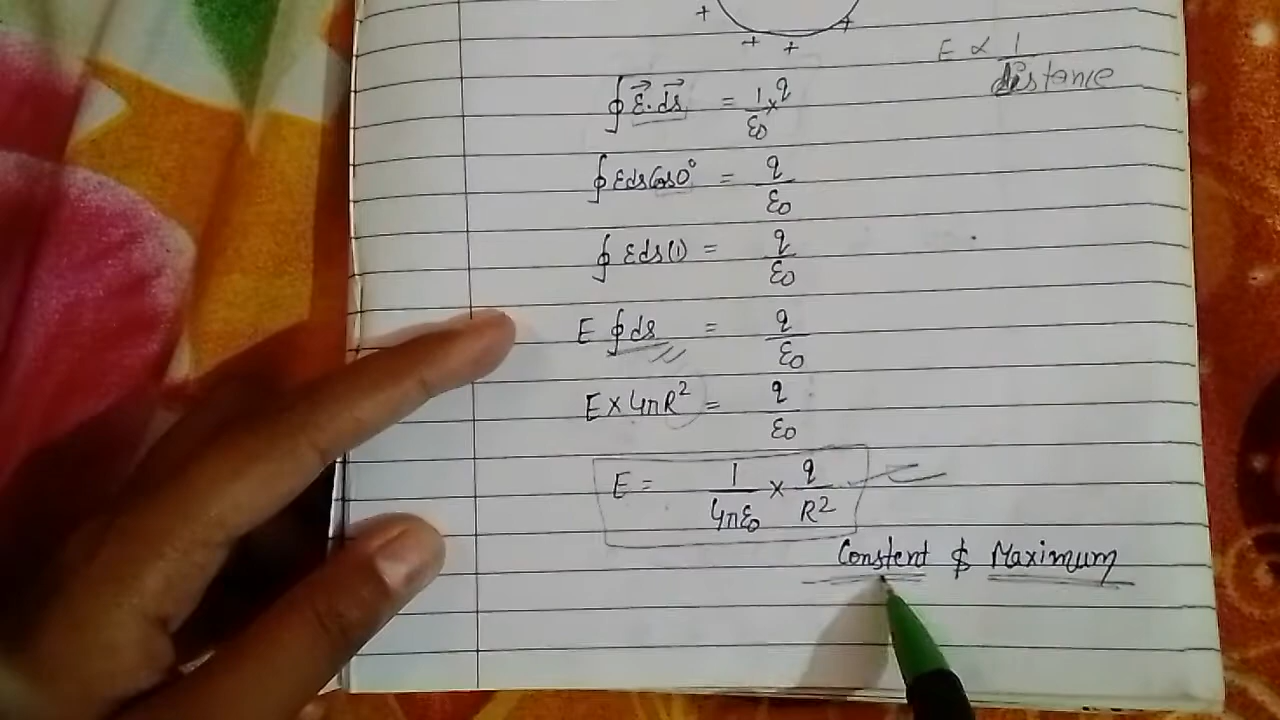 + + + +
E ∝ 1/distance
∮ E⃗.ds⃗ = 1/ε0 × q
∮ Eds Cos0° = q/ε0
∮ Eds(1) = q/ε0
E ∮ds = q/ε0
E × 4πR² = q/ε0
E = 1/4πε0 × q/R²
Constent & Maximum